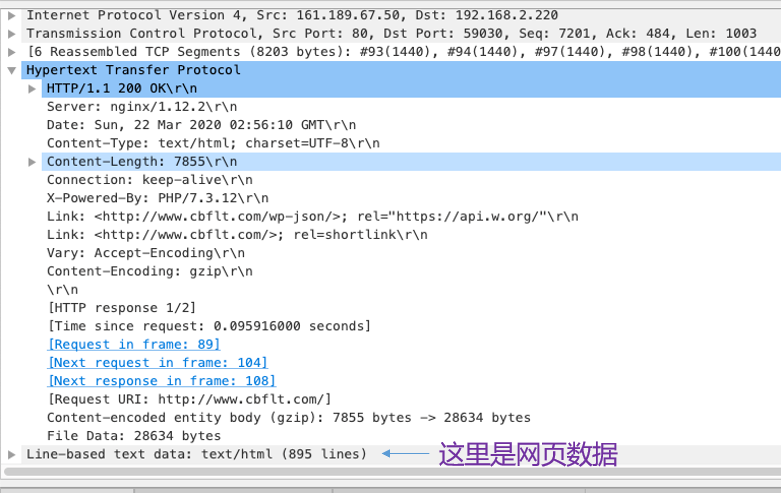 Internet Protocol Version 4, Src: 161.189.67.50, Dst: 192.168.2.220
Transmission Control Protocol, Src Port: 80, Dst Port: 59030, Seq: 7201, Ack: 484, Len: 1003
[6 Reassembled TCP Segments (8203 bytes): #93(1440), #94(1440), #97(1440), #98(1440), #100(1440
Hypertext Transfer Protocol
HTTP/1.1 200 OK\r\n
Server: nginx/1.12.2\r\n
Date: Sun, 22 Mar 2020 02:56:10 GMT\r\n
Content-Type: text/html; charset=UTF-8\r\n
Content-Length: 7855\r\n
Connection: keep-alive\r\n
X-Powered-By: PHP/7.3.12\r\n
Link: <http://www.cbflt.com/wp-json/>; rel="https://api.w.org/"\r\n
Link: <http://www.cbflt.com/>; rel=shortlink\r\n
Vary: Accept-Encoding\r\n
Content-Encoding: gzip\r\n
\r\n
[HTTP response 1/2]
[Time since request: 0.095916000 seconds]
[Request in frame: 89]
[Next request in frame: 104]
[Next response in frame: 108]
[Request URI: http://www.cbflt.com/]
Content-encoded entity body (gzip): 7855 bytes -> 28634 bytes
File Data: 28634 bytes
Line-based text data: text/html (895 lines) 这里是网页数据